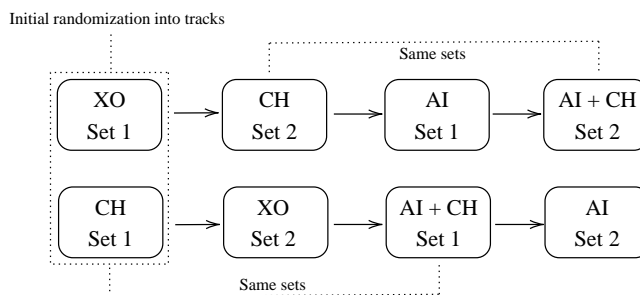 Initial randomization into tracks
Same sets
XO
Set 1
CH
Set 2
AI
Set 1
AI + CH
Set 2
CH
Set 1
XO
Set 2
AI + CH
Set 1
AI
Set 2
Same sets